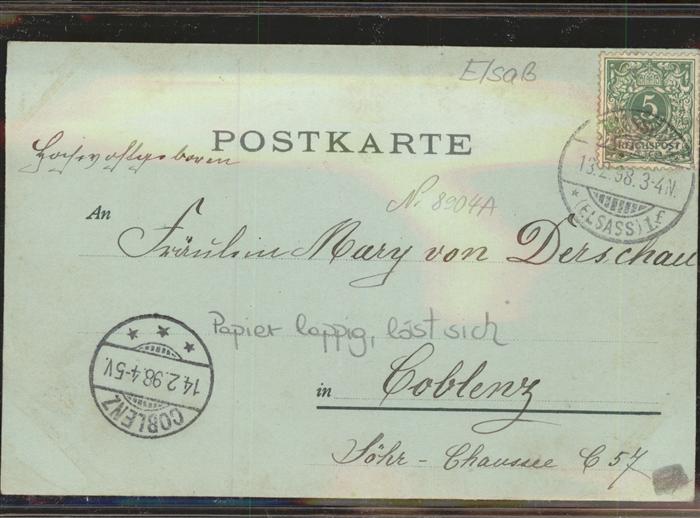 Elsaß
5
REICHSPOST
POSTKARTE
Hochwohlgeboren
13.2.98.3-4N.
* (ELSASS) 1.f
An
N. 8904A
Fräulein Mary von Derschau
Papier lappig, löst sich
14.2.98.4-5V.
COBLENZ
in Coblenz
Löhr-Chaussee C 57